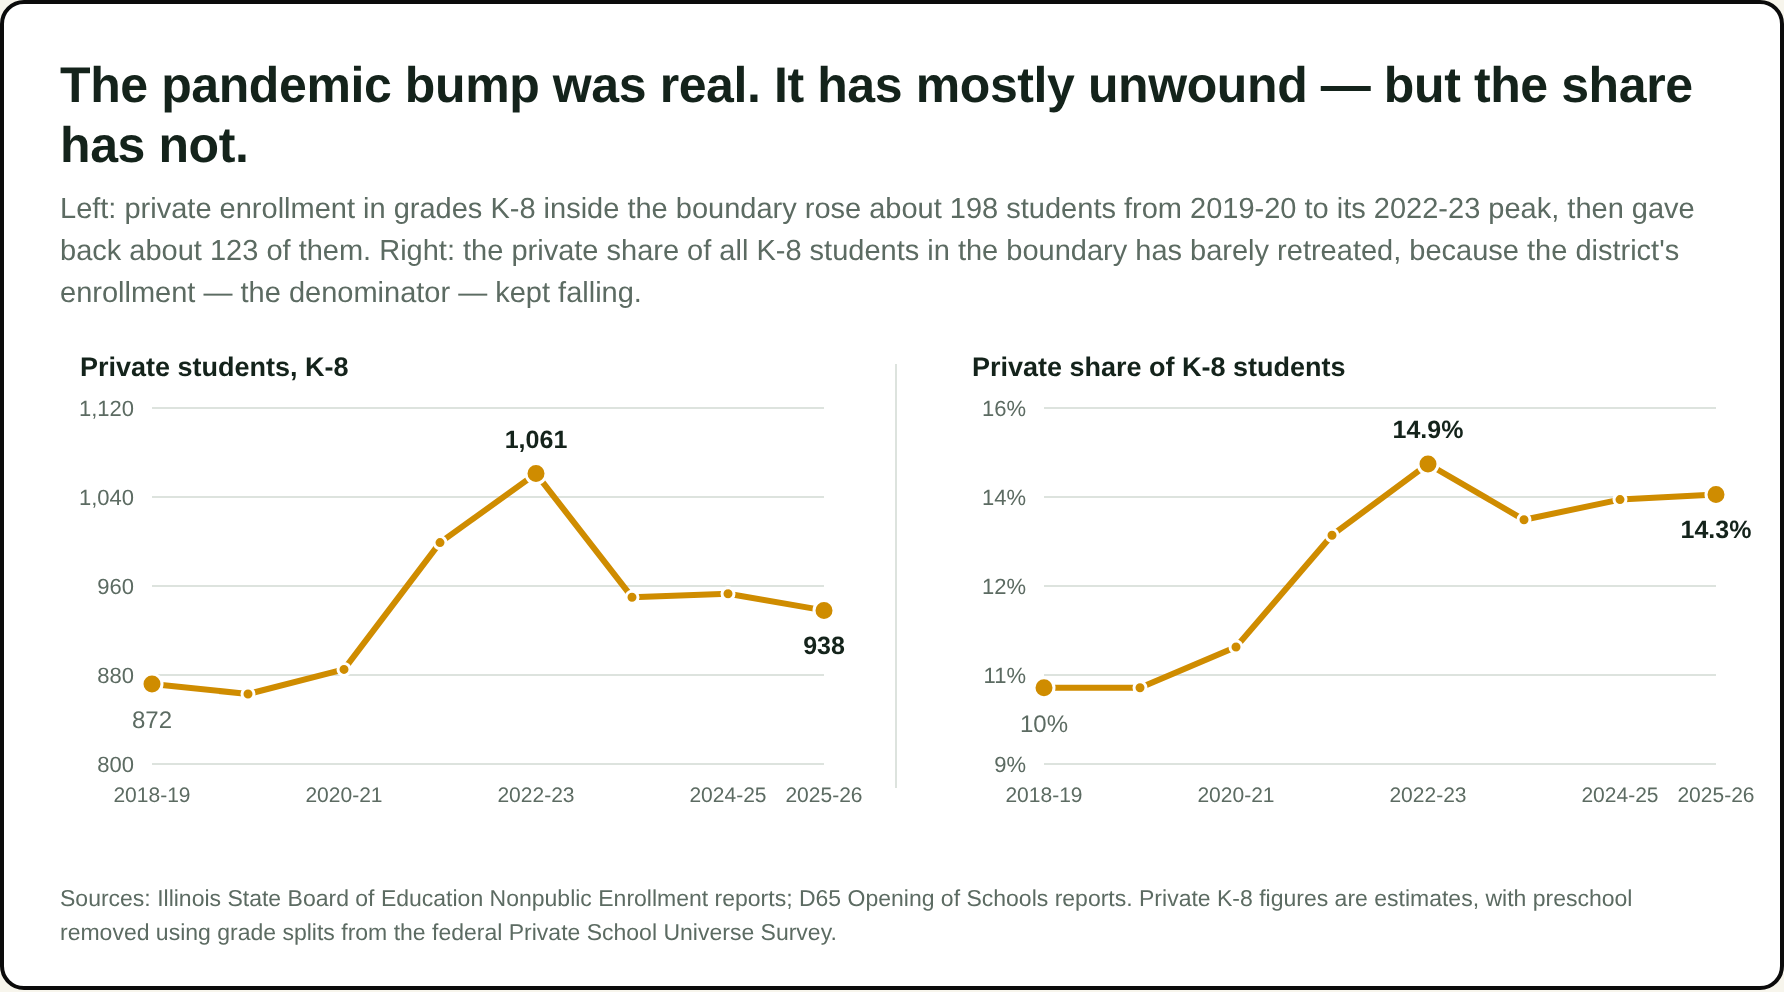 The pandemic bump was real. It has mostly unwound — but the share
has not.
Left: private enrollment in grades K-8 inside the boundary rose about 198 students from 2019-20 to its 2022-23 peak, then gave
back about 123 of them. Right: the private share of all K-8 students in the boundary has barely retreated, because the district's
enrollment — the denominator — kept falling.
Private students, K-8
1,120
1,040
960
880
800
1,061
938
872
2018-19
2020-21
2022-23
2024-25
2025-26
Private share of K-8 students
16%
14%
12%
11%
9%
14.9%
14.3%
10%
2018-19
2020-21
2022-23
2024-25
2025-26
Sources: Illinois State Board of Education Nonpublic Enrollment reports; D65 Opening of Schools reports. Private K-8 figures are estimates, with preschool
removed using grade splits from the federal Private School Universe Survey.